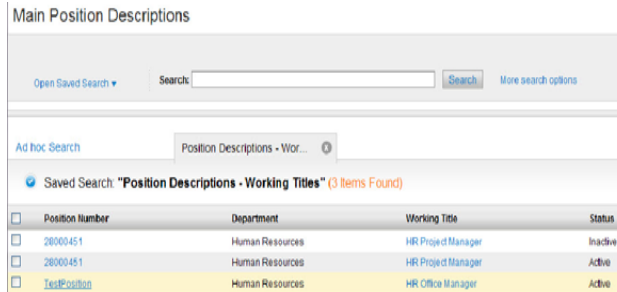 Main Position Descriptions
Open Saved Search ▾ Search: Search More search options
Ad hoc Search Position Descriptions - Wor...
Saved Search: "Position Descriptions - Working Titles" (3 Items Found)
Position Number Department Working Title Status
28000451 Human Resources HR Project Manager Inactive
28000451 Human Resources HR Project Manager Active
TestPosition Human Resources HR Office Manager Active